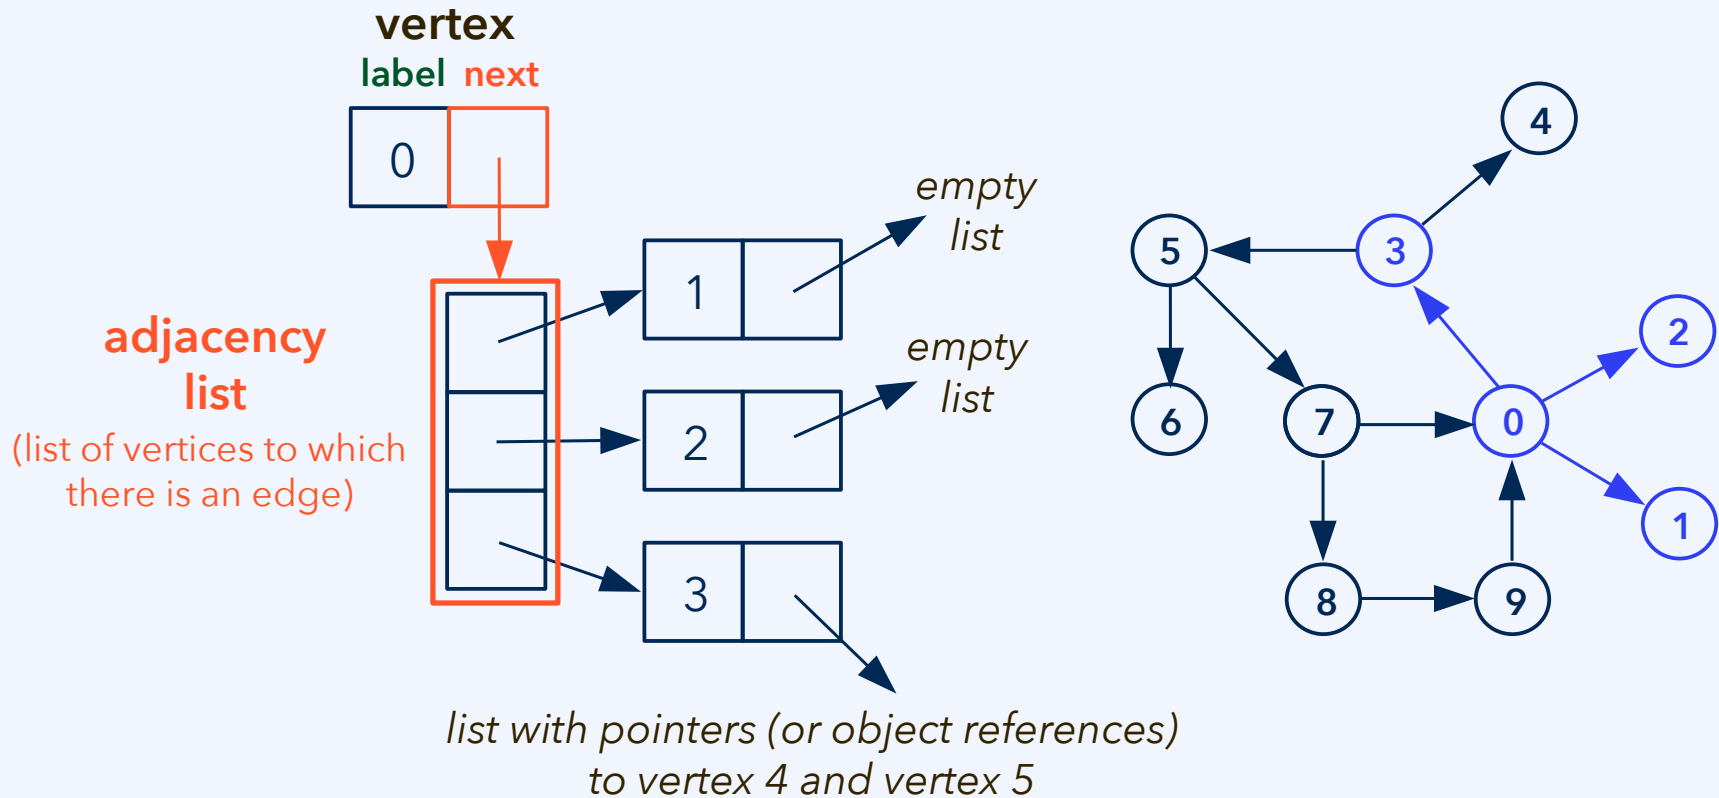 vertex
label next
0
adjacency
list
(list of vertices to which
there is an edge)
1
empty
list
2
empty
list
3
list with pointers (or object references)
to vertex 4 and vertex 5
4
5
3
2
6
7
0
1
8
9